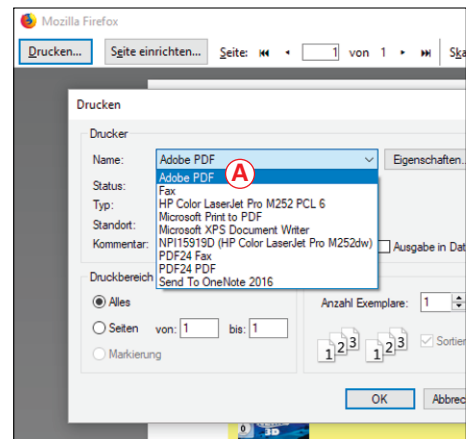 Mozilla Firefox
Drucken... Seite einrichten... Seite: 1 von 1 Ska
Drucken
Drucker
Name: Adobe PDF Eigenschaften..
Adobe PDF A
Status: Fax
Typ: HP Color LaserJet Pro M252 PCL 6
Microsoft Print to PDF
Standort: Microsoft XPS Document Writer
Kommentar: NPI15919D (HP Color LaserJet Pro M252dw) Ausgabe in Dat
PDF24 Fax
PDF24 PDF
Druckbereich Send To OneNote 2016
Alles Anzahl Exemplare: 1
Seiten von: 1 bis: 1
1 2 3 1 2 3 Sortier
Markierung
OK Abbrec
3D